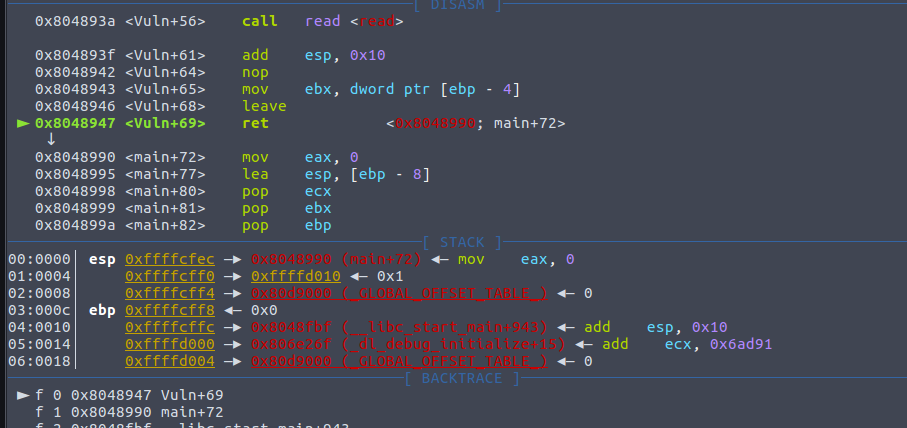 [ DISASM ]
0x804893a <Vuln+56> call read <read>
0x804893f <Vuln+61> add esp, 0x10
0x8048942 <Vuln+64> nop
0x8048943 <Vuln+65> mov ebx, dword ptr [ebp - 4]
0x8048946 <Vuln+68> leave
► 0x8048947 <Vuln+69> ret <0x8048990; main+72>
↓
0x8048990 <main+72> mov eax, 0
0x8048995 <main+77> lea esp, [ebp - 8]
0x8048998 <main+80> pop ecx
0x8048999 <main+81> pop ebx
0x804899a <main+82> pop ebp
[ STACK ]
00:0000│ esp 0xffffcfec —▸ 0x8048990 (main+72) ◂— mov eax, 0
01:0004│ 0xffffcff0 —▸ 0xffffd010 ◂— 0x1
02:0008│ 0xffffcff4 —▸ 0x80d9000 (_GLOBAL_OFFSET_TABLE_) ◂— 0
03:000c│ ebp 0xffffcff8 ◂— 0x0
04:0010│ 0xffffcffc —▸ 0x8048fbf (__libc_start_main+943) ◂— add esp, 0x10
05:0014│ 0xffffd000 —▸ 0x806e26f (_dl_debug_initialize+15) ◂— add ecx, 0x6ad91
06:0018│ 0xffffd004 —▸ 0x80d9000 (_GLOBAL_OFFSET_TABLE_) ◂— 0
[ BACKTRACE ]
► f 0 0x8048947 Vuln+69
f 1 0x8048990 main+72
f 2 0x8048fbf __libc_start_main+943